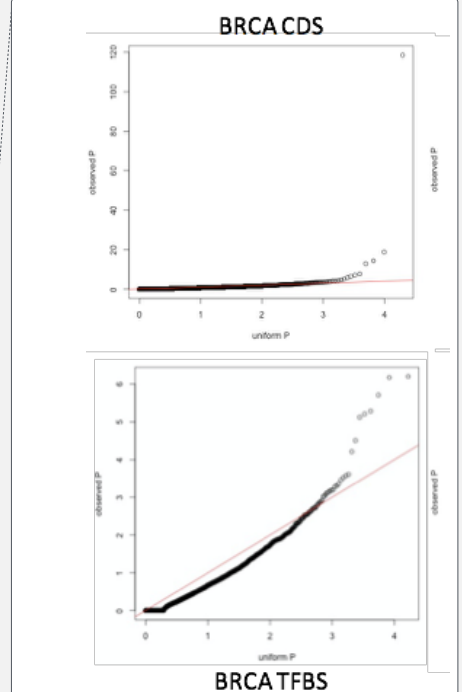 BRCA CDS
120
100
80
60
40
20
0
observed P
observed P
0 1 2 3 4
uniform P
6
5
4
3
2
1
0
observed P
observed P
0 1 2 3 4
uniform P
BRCA TFBS